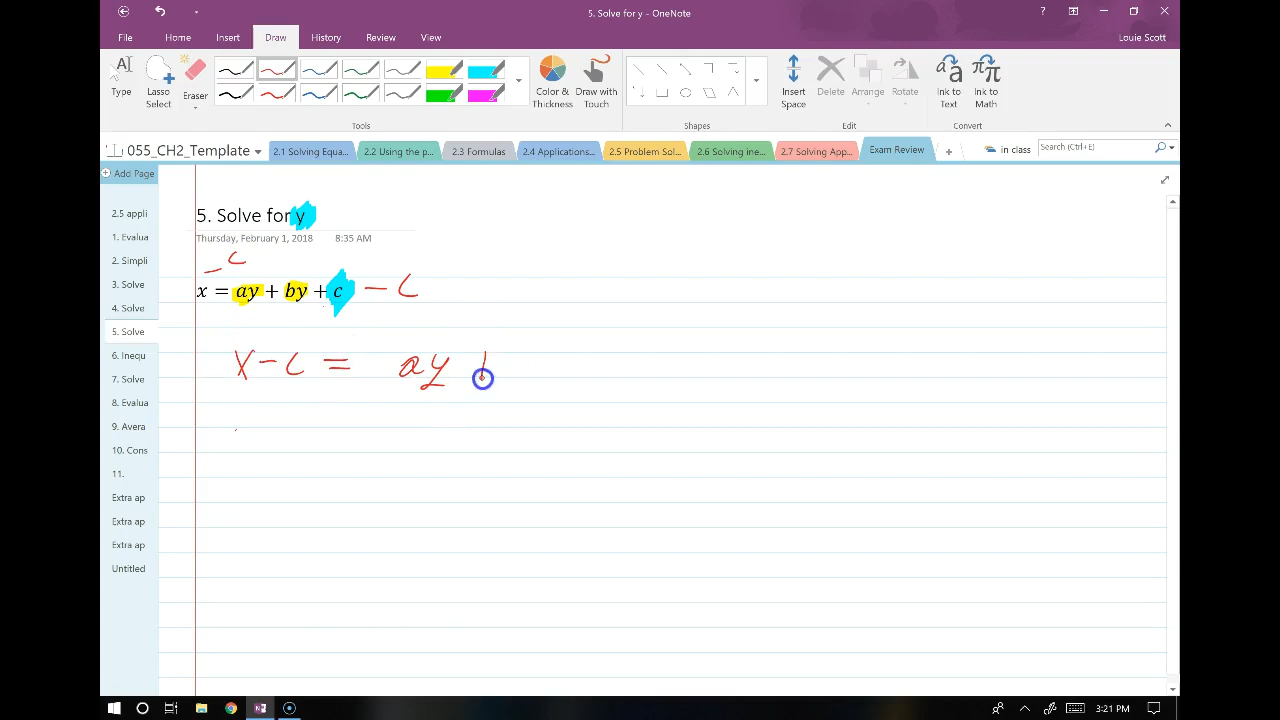 5. Solve for y - OneNote
File Home Insert Draw History Review View
Louie Scott
Type Lasso Select Eraser Color & Thickness Draw with Touch Insert Space Delete Arrange Rotate Ink to Text Ink to Math
Tools Shapes Edit Convert
055_CH2_Template 2.1 Solving Equa... 2.2 Using the p... 2.3 Formulas 2.4 Applications... 2.5 Problem Sol... 2.6 Solving ine... 2.7 Solving App... Exam Review in class Search (Ctrl+E)
Add Page
2.5 appli
1. Evalua
2. Simpli
3. Solve
4. Solve
5. Solve
6. Inequ
7. Solve
8. Evalua
9. Avera
10. Cons
11.
Extra ap
Extra ap
Extra ap
Untitled
5. Solve for y
Thursday, February 1, 2018 8:35 AM
- c
x = ay + by + c - c
x - c = ay
3:21 PM